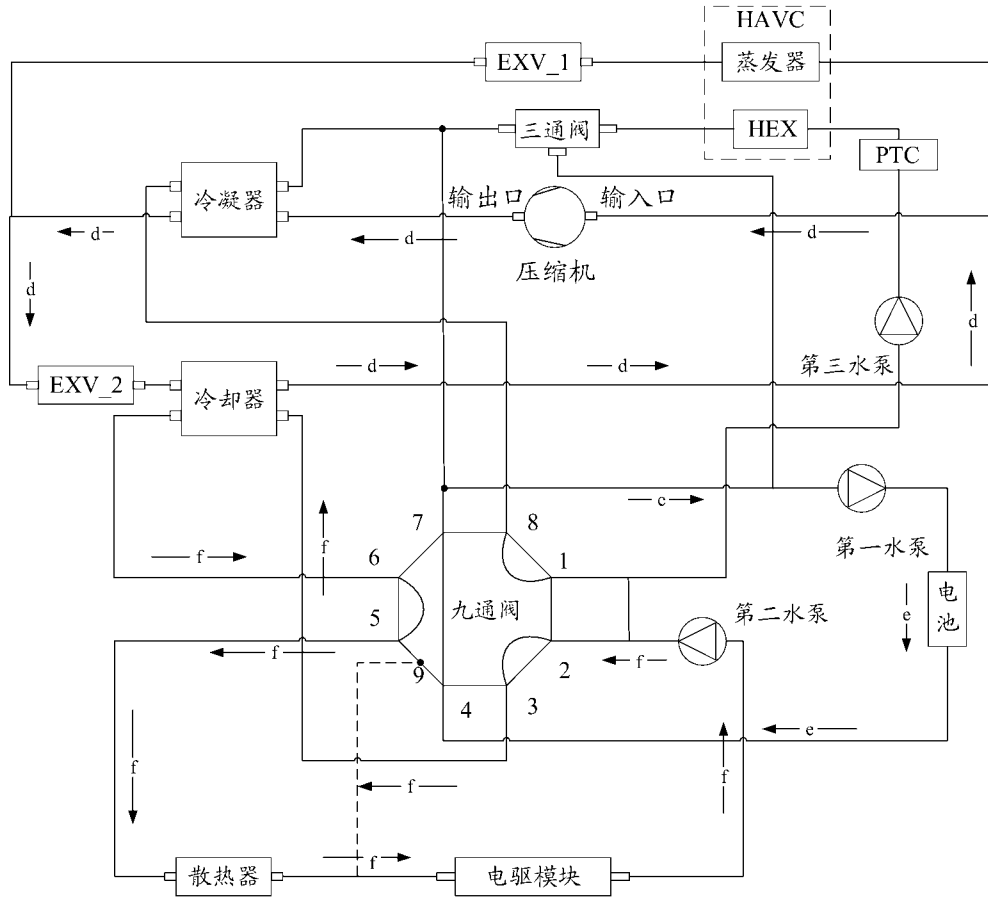 HAVC
EXV_1
蒸发器
三通阀
HEX
PTC
冷凝器
输出口
输入口
d
d
d
压缩机
d
d
第三水泵
EXV_2
冷却器
d
d
c
7
8
第一水泵
f
f
6
1
电池
九通阀
e
第二水泵
5
f
f
9
2
4
3
e
f
f
f
散热器
f
电驱模块